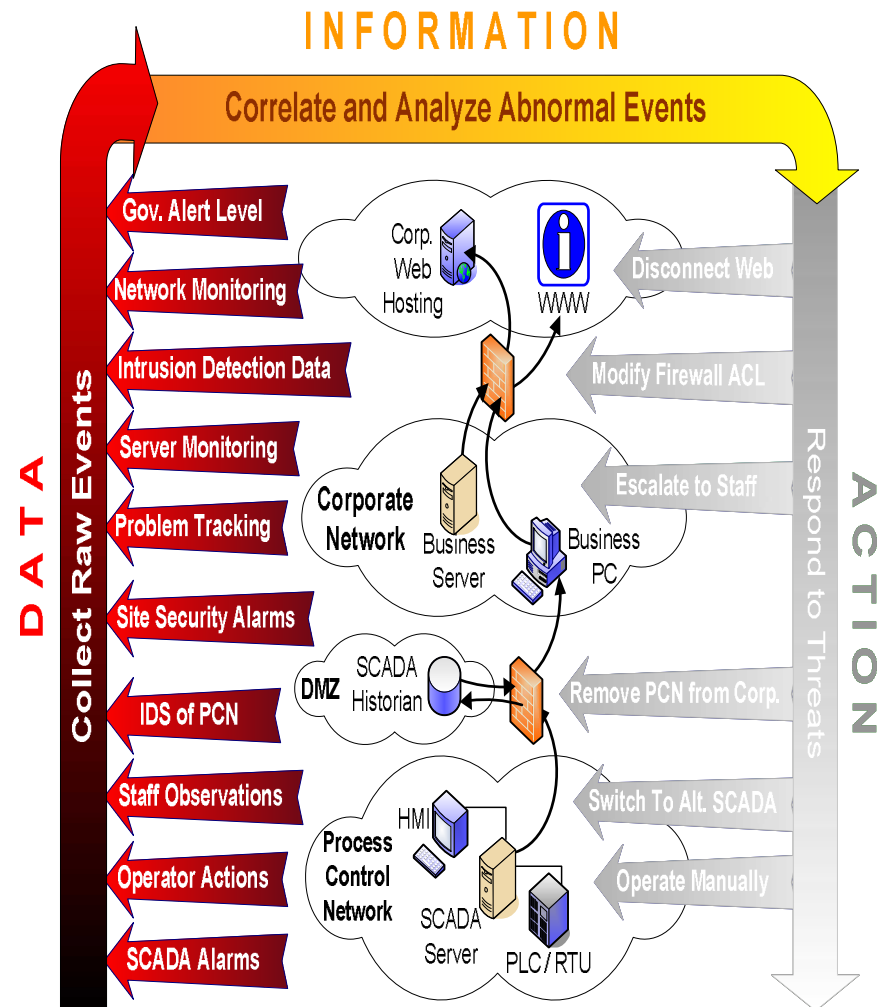 INFORMATION
Correlate and Analyze Abnormal Events
DATA
Collect Raw Events
Gov. Alert Level
Network Monitoring
Intrusion Detection Data
Server Monitoring
Problem Tracking
Site Security Alarms
IDS of PCN
Staff Observations
Operator Actions
SCADA Alarms
Corp.
Web
Hosting
i
WWW
Corporate
Network
Business
Server
Business
PC
DMZ
SCADA
Historian
HMI
Process
Control
Network
SCADA
Server
PLC / RTU
Disconnect Web
Modify Firewall ACL
Escalate to Staff
Remove PCN from Corp.
Switch To Alt. SCADA
Operate Manually
Respond to Threats
ACTION